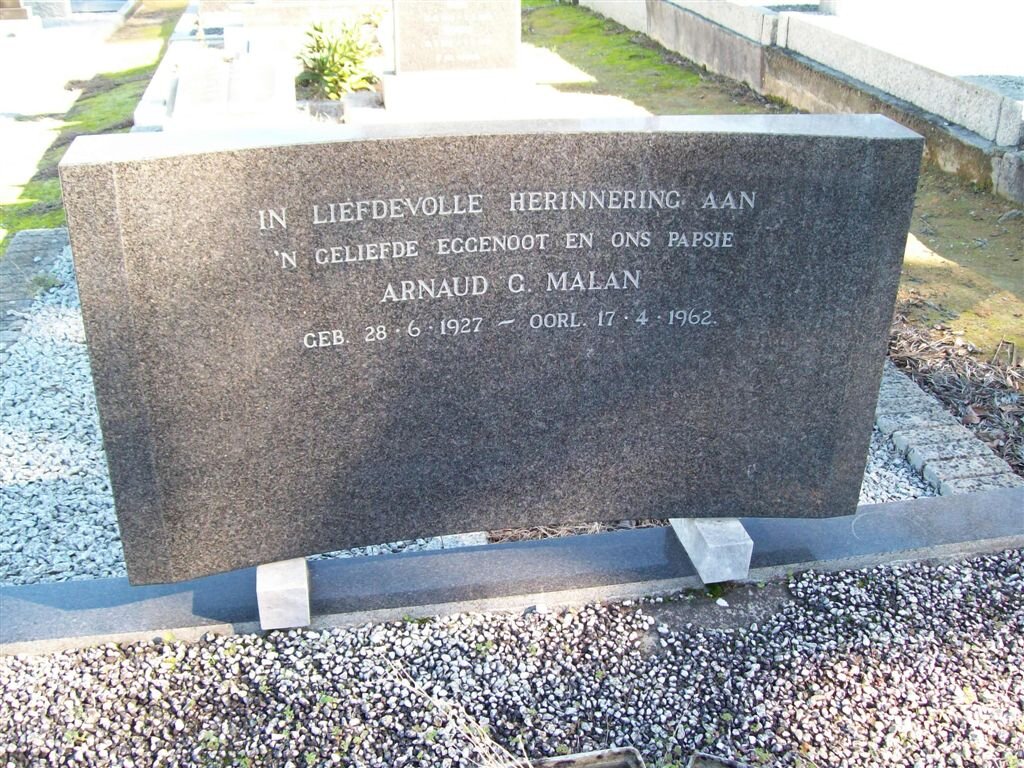 IN LIEFDEVOLLE HERINNERING AAN
'N GELIEFDE EGGENOOT EN ONS PAPSIE
ARNAUD G. MALAN
GEB. 28·6·1927 ~ OORL. 17·4·1962.